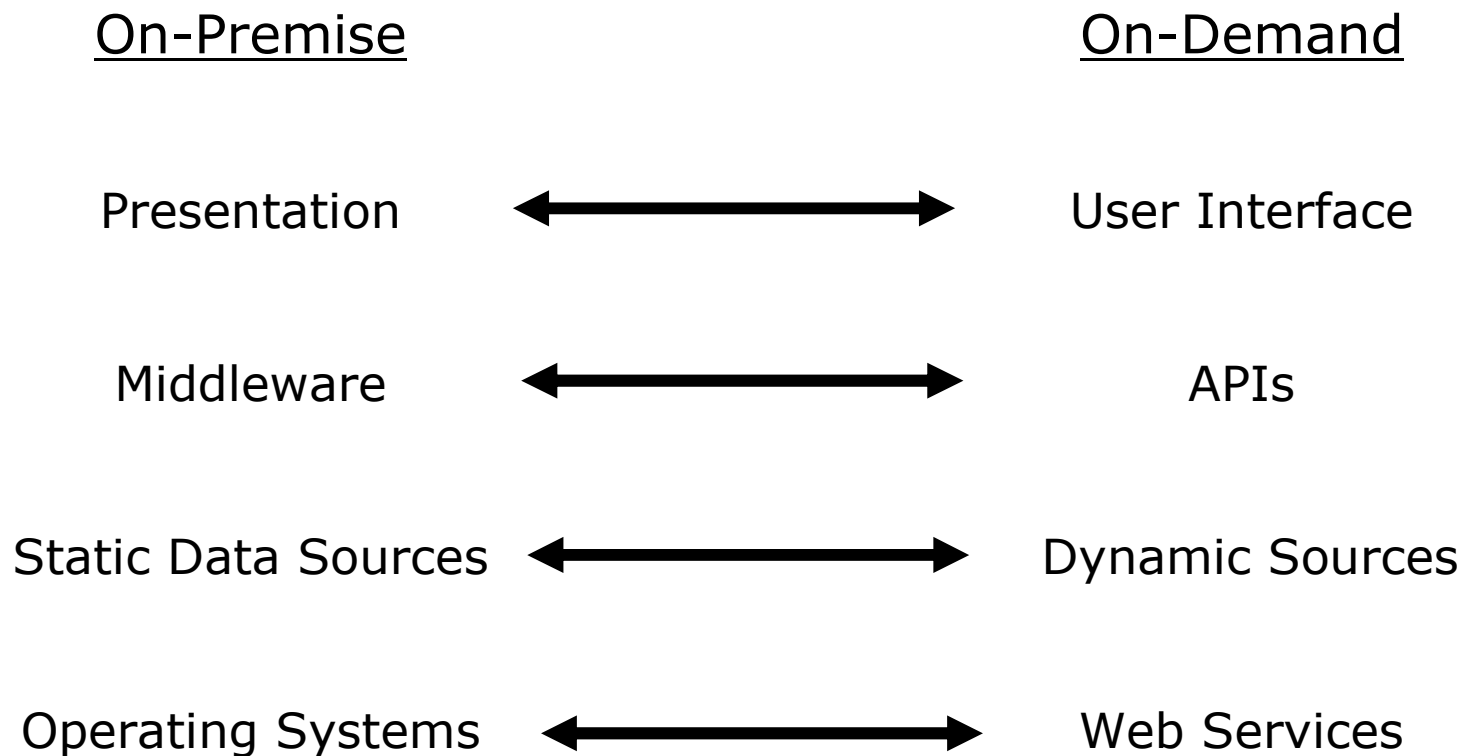 On-Premise On-Demand
Presentation User Interface
Middleware APIs
Static Data Sources Dynamic Sources
Operating Systems Web Services